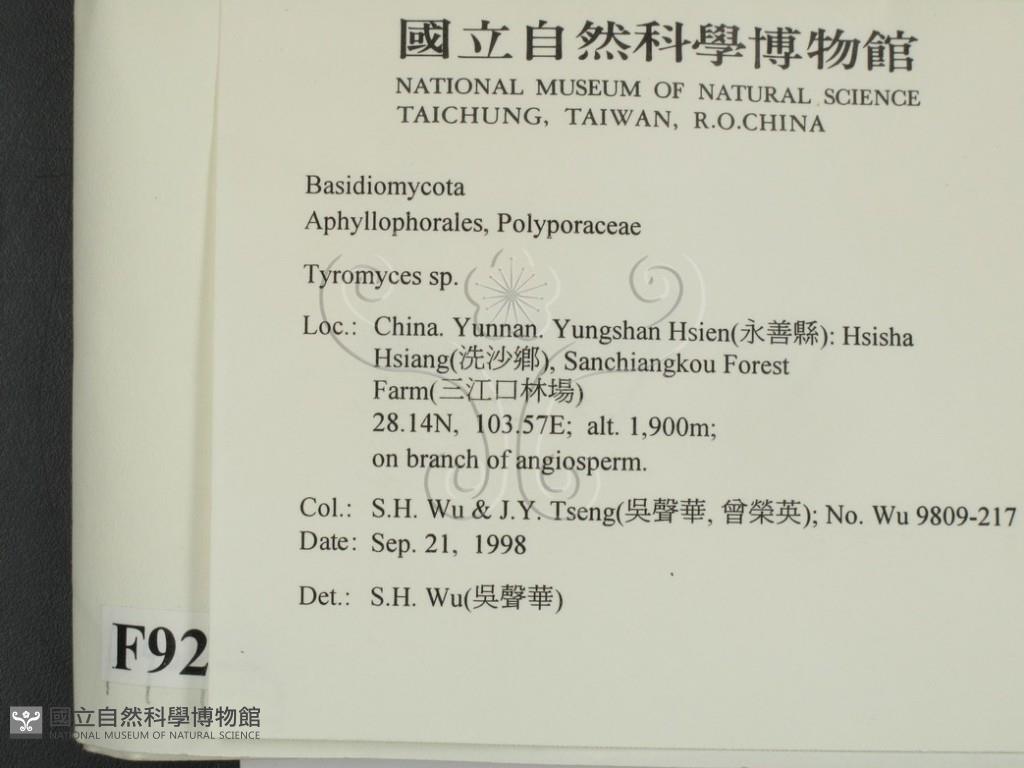 國立自然科學博物館
NATIONAL MUSEUM OF NATURAL SCIENCE
TAICHUNG, TAIWAN, R.O.CHINA
Basidiomycota
Aphyllophorales, Polyporaceae
Tyromyces sp.
Loc.: China. Yunnan. Yungshan Hsien(永善縣): Hsisha
Hsiang(洗沙鄉), Sanchiangkou Forest
Farm(三江口林場)
28.14N, 103.57E; alt. 1,900m;
on branch of angiosperm.
Col.: S.H. Wu & J.Y. Tseng(吳聲華, 曾榮英); No. Wu 9809-217
Date: Sep. 21, 1998
Det.: S.H. Wu(吳聲華)
F92
國立自然科學博物館
NATIONAL MUSEUM OF NATURAL SCIENCE